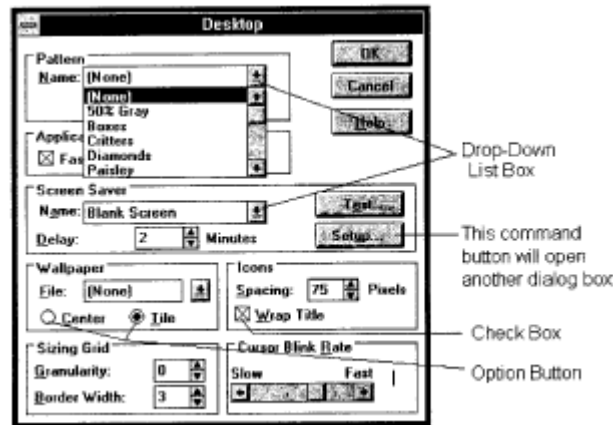 Desktop
Pattern
Name: (None)
(None)
50% Gray
Boxes
Critters
Diamonds
Paisley
OK
Cancel
Help
Applica
Fas
Screen Saver
Name: Blank Screen
Delay: 2 Minutes
Test...
Setup...
Wallpaper
File: (None)
Center Tile
Icons
Spacing: 75 Pixels
Wrap Title
Sizing Grid
Granularity: 0
Border Width: 3
Cursor Blink Rate
Slow Fast
Drop-Down
List Box
This command
button will open
another dialog box
Check Box
Option Button